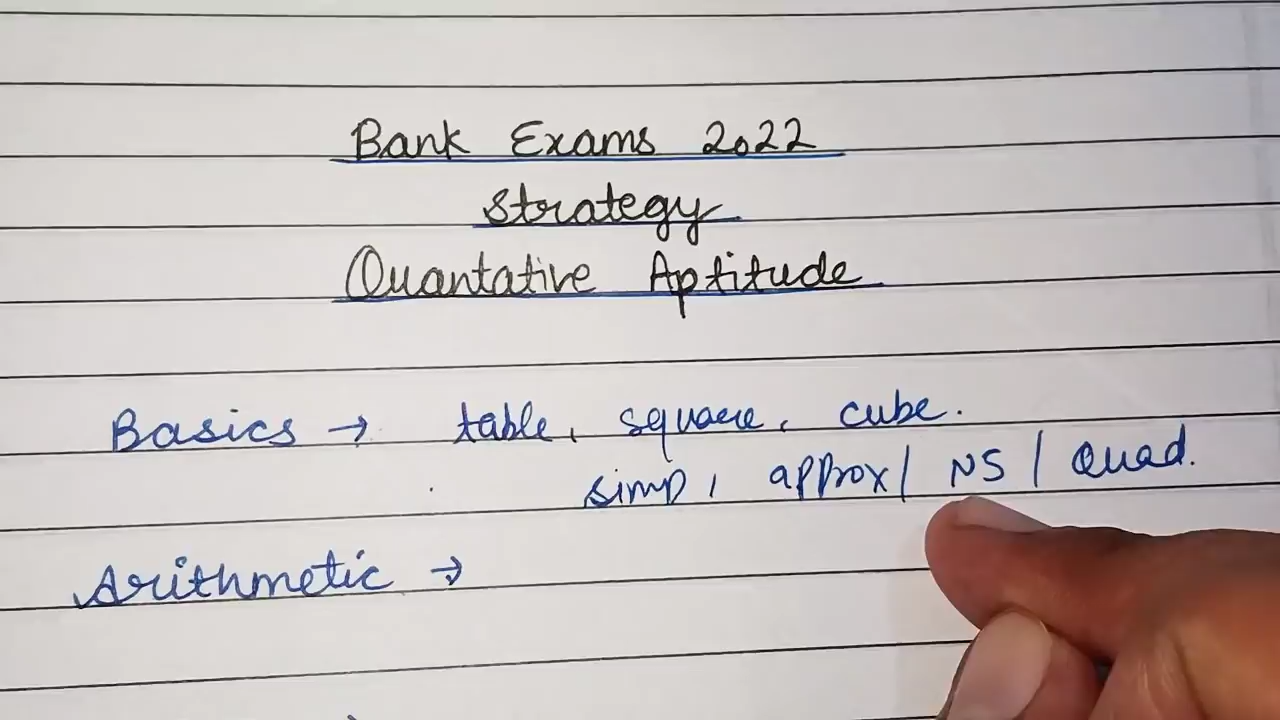 Bank Exams 2022
Strategy
Quantative Aptitude
Basics → table, square, cube.
simp, approx/ NS / Quad.
Arithmetic →